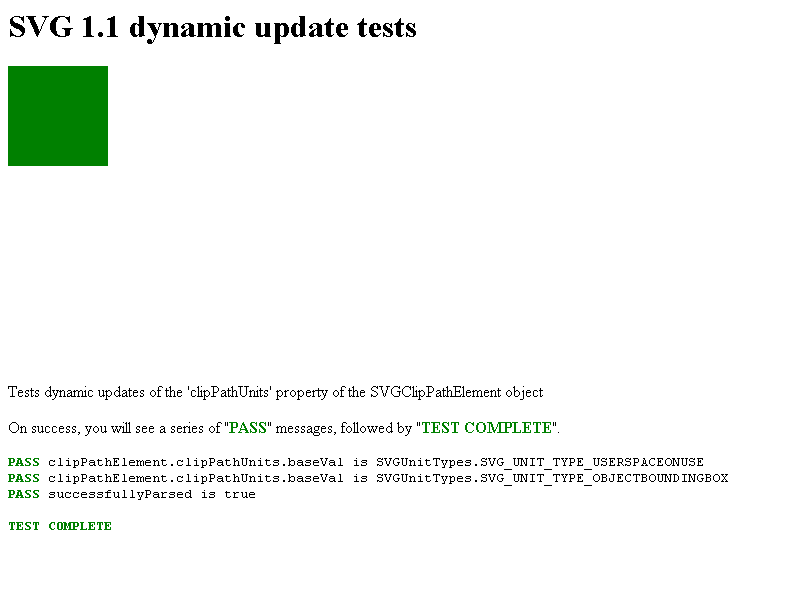 SVG 1.1 dynamic update tests
Tests dynamic updates of the 'clipPathUnits' property of the SVGClipPathElement object
On success, you will see a series of "PASS" messages, followed by "TEST COMPLETE".
PASS clipPathElement.clipPathUnits.baseVal is SVGUnitTypes.SVG_UNIT_TYPE_USERSPACEONUSE
PASS clipPathElement.clipPathUnits.baseVal is SVGUnitTypes.SVG_UNIT_TYPE_OBJECTBOUNDINGBOX
PASS successfullyParsed is true
TEST COMPLETE